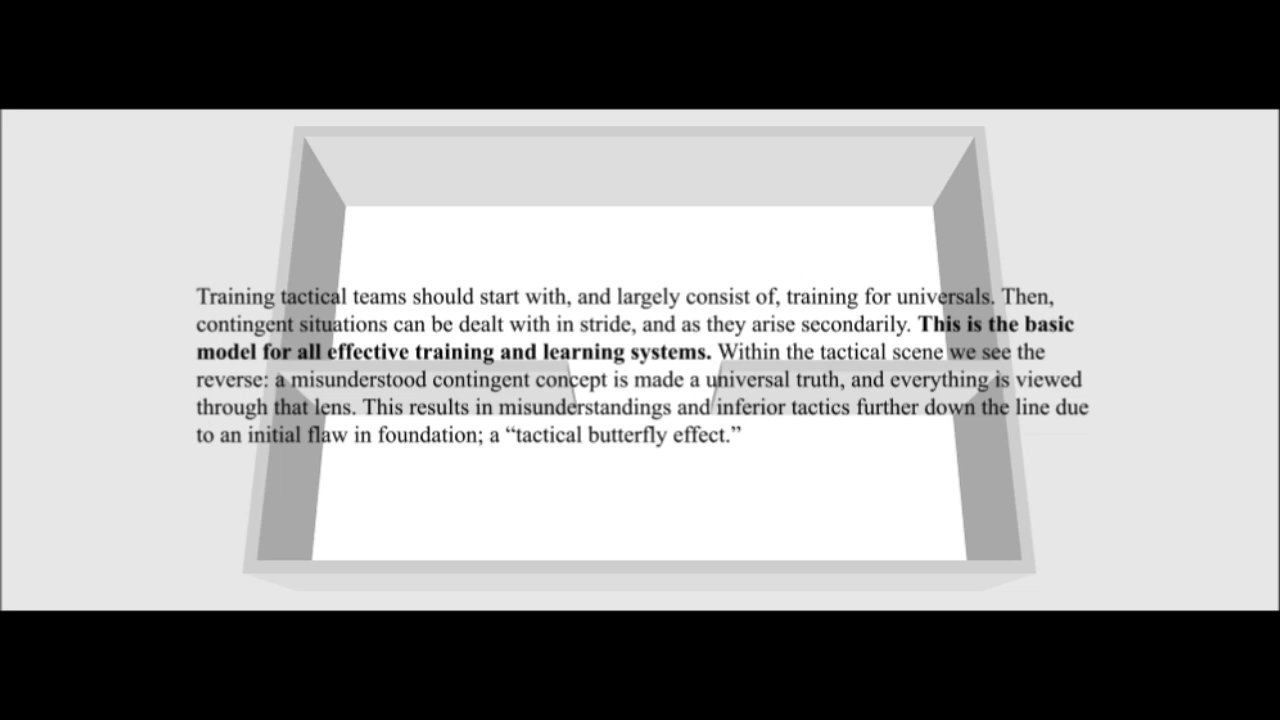 Training tactical teams should start with, and largely consist of, training for universals. Then,
contingent situations can be dealt with in stride, and as they arise secondarily. This is the basic
model for all effective training and learning systems. Within the tactical scene we see the
reverse: a misunderstood contingent concept is made a universal truth, and everything is viewed
through that lens. This results in misunderstandings and inferior tactics further down the line due
to an initial flaw in foundation; a “tactical butterfly effect.”